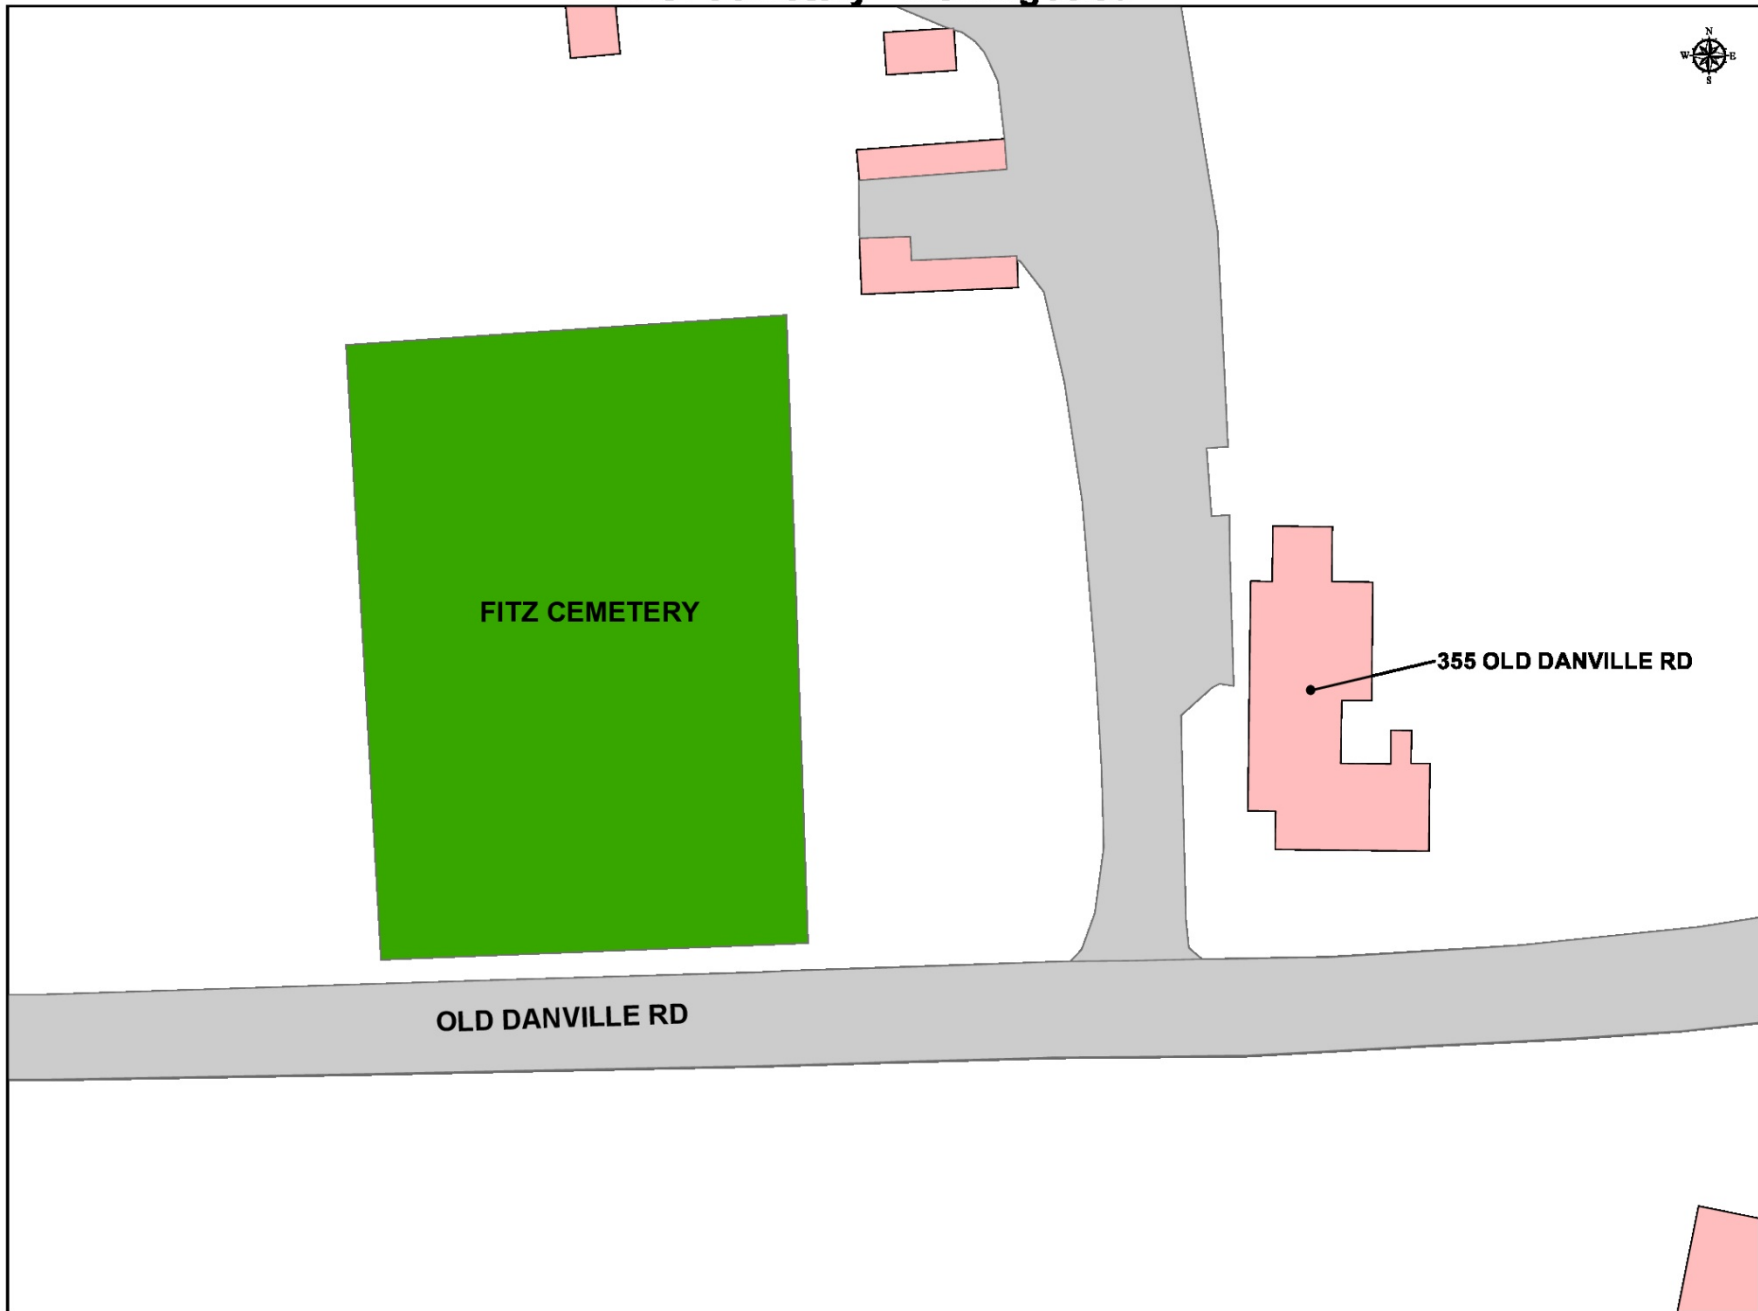 N
W E
S
FITZ CEMETERY
355 OLD DANVILLE RD
OLD DANVILLE RD